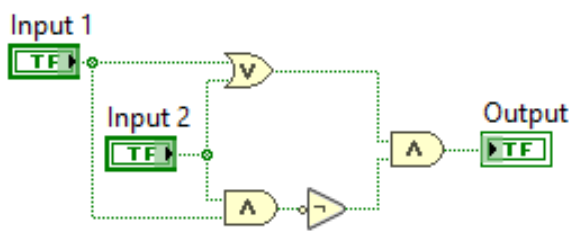 Input 1
TF
V
Input 2
Output
TF
Λ
TF
Λ
¬